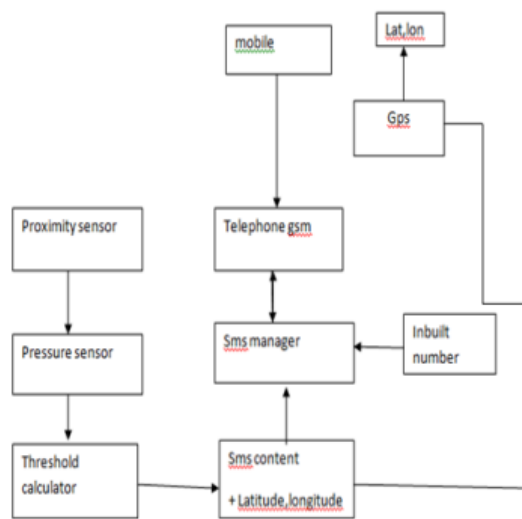 mobile
Lat,lon
Gps
Proximity sensor
Telephone gsm
Pressure sensor
Sms manager
Inbuilt
number
Threshold
calculator
Sms content
+ Latitude,longitude